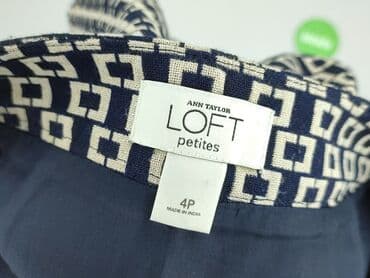 ANN TAYLOR
LOFT
petites
4P
MADE IN INDIA